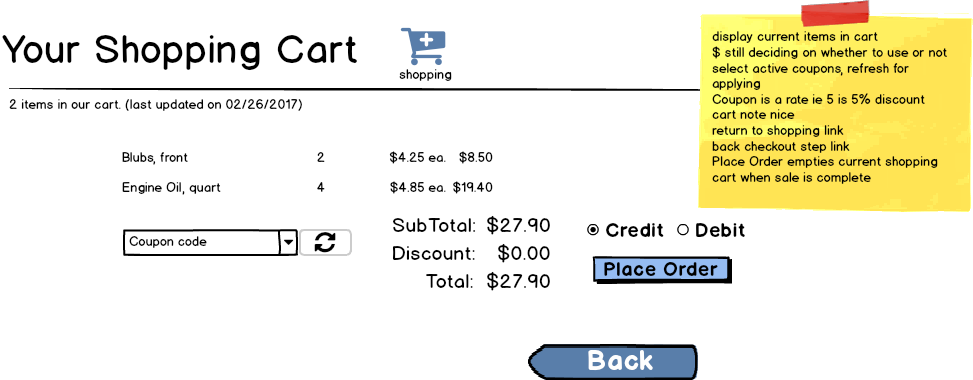 Your Shopping Cart
shopping
2 items in our cart. (last updated on 02/26/2017)
display current items in cart
$ still deciding on whether to use or not
select active coupons, refresh for
applying
Coupon is a rate ie 5 is 5% discount
cart note nice
return to shopping link
back checkout step link
Place Order empties current shopping
cart when sale is complete
Blubs, front 2 $4.25 ea. $8.50
Engine Oil, quart 4 $4.85 ea. $19.40
Coupon code
SubTotal: $27.90
Discount: $0.00
Total: $27.90
Credit Debit
Place Order
Back